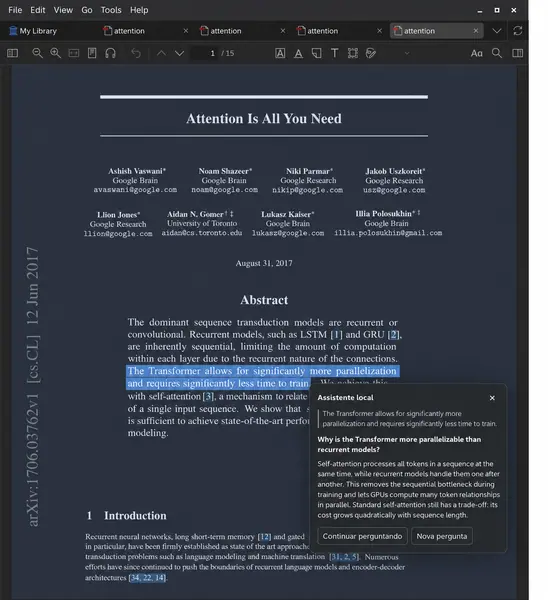 File Edit View Go Tools Help
My Library
attention
attention
attention
attention
1 / 15
Aa
Attention Is All You Need
Ashish Vaswani* Noam Shazeer* Niki Parmar* Jakob Uszkoreit*
Google Brain Google Brain Google Research Google Research
avaswani@google.com noam@google.com nikip@google.com usz@google.com
Llion Jones* Aidan N. Gomer† ‡ Lukasz Kaiser* Illia Polosukhin* ‡
Google Research University of Toronto Google Brain Google Brain
llion@google.com aidan@cs.toronto.edu lukasz@google.com illia.polosukhin@gmail.com
August 31, 2017
arXiv:1706.03762v1 [cs.CL] 12 Jun 2017
Abstract
The dominant sequence transduction models are recurrent or
convolutional. Recurrent models, such as LSTM [1] and GRU [2],
are inherently sequential, limiting the amount of computation
within each layer due to the recurrent nature of the connections.
The Transformer allows for significantly more parallelization
and requires significantly less time to train. We achieve this
with self-attention [3], a mechanism to relate
of a single input sequence. We show that s
is sufficient to achieve state-of-the-art perfor
modeling.
Assistente local
The Transformer allows for significantly more
parallelization and requires significantly less time to train.
Why is the Transformer more parallelizable than
recurrent models?
Self-attention processes all tokens in a sequence at the
same time, while recurrent models handle them one after
another. This removes the sequential bottleneck during
training and lets GPUs compute many token relationships
in parallel. Standard self-attention still has a trade-off: its
cost grows quadratically with sequence length.
Continuar perguntando Nova pergunta
1 Introduction
Recurrent neural networks, long short-term memory [12] and gated
in particular, have been firmly established as state of the art approache
transduction problems such as language modeling and machine translation [31, 2, 5]. Numerous
efforts have since continued to push the boundaries of recurrent language models and encoder-decoder
architectures [34, 22, 14].